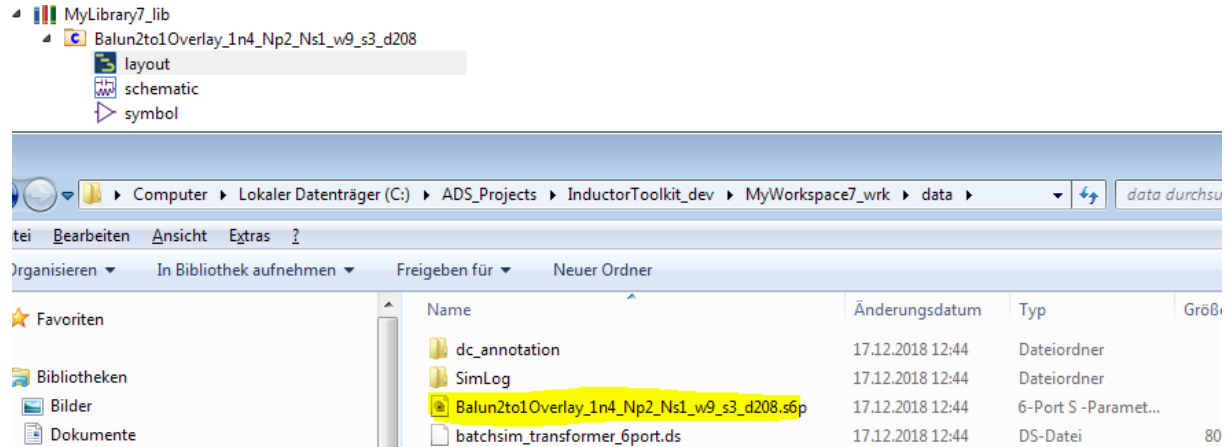 MyLibrary7_lib
Balun2to1Overlay_1n4_Np2_Ns1_w9_s3_d208
layout
schematic
symbol
Computer Lokaler Datenträger (C:) ADS_Projects InductorToolkit_dev MyWorkspace7_wrk data data durchsu
tei Bearbeiten Ansicht Extras ?
Organisieren In Bibliothek aufnehmen Freigeben für Neuer Ordner
Name Änderungsdatum Typ Größe
Favoriten
dc_annotation 17.12.2018 12:44 Dateiordner
Bibliotheken SimLog 17.12.2018 12:44 Dateiordner
Bilder Balun2to1Overlay_1n4_Np2_Ns1_w9_s3_d208.s6p 17.12.2018 12:44 6-Port S -Paramet...
Dokumente batchsim_transformer_6port.ds 17.12.2018 12:44 DS-Datei 80